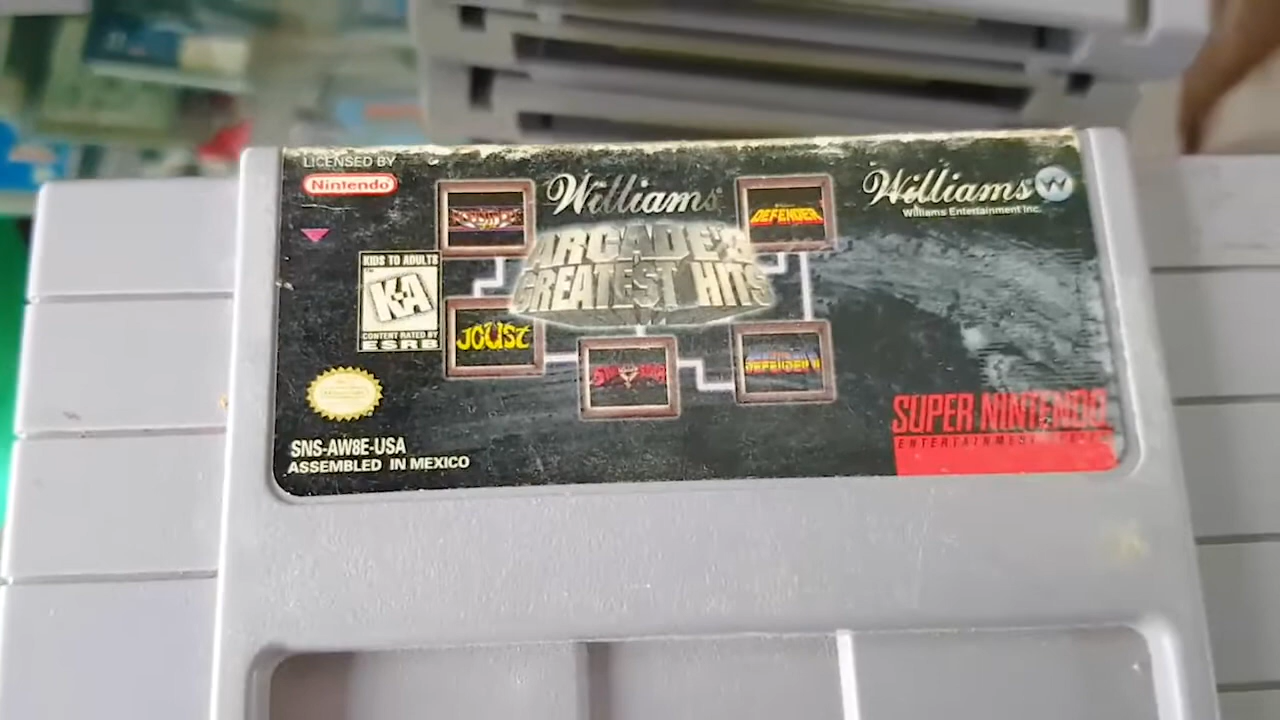 LICENSED BY
Nintendo
KIDS TO ADULTS
K-A
CONTENT RATED BY
ESRB
SNS-AW8E-USA
ASSEMBLED IN MEXICO
Williams
ARCADE'S
GREATEST HITS
DEFENDER
JOUST
Williams W
Williams Entertainment Inc.
SUPER NINTENDO
ENTERTAINMENT